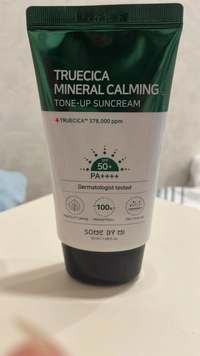 TRUECICA
MINERAL CALMING
TONE-UP SUNCREAM
+TRUECICA™ 378,000 ppm
SPF
50+
PA++++
Dermatologist tested
100%
SOME BY MI